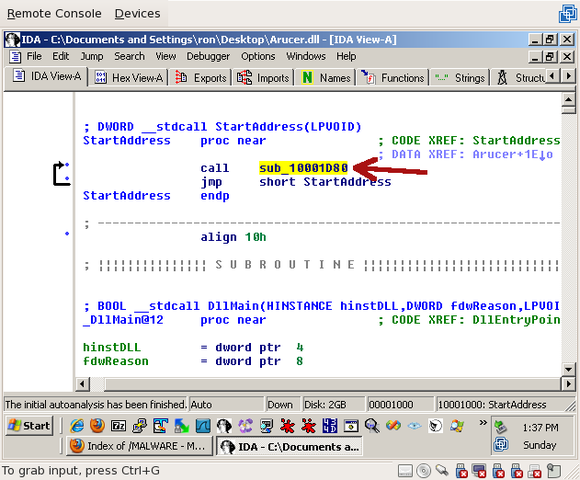 Remote Console Devices
IDA - C:\Documents and Settings\ron\Desktop\Arucer.dll - [IDA View-A]
File Edit Jump Search View Debugger Options Windows Help
IDA View-A Hex View-A Exports Imports N Names Functions "..." Strings Structu
; DWORD __stdcall StartAddress(LPVOID)
StartAddress proc near ; CODE XREF: StartAddress
; DATA XREF: Arucer+1E↓o
call sub_10001D80
jmp short StartAddress
StartAddress endp
; ---------------------------------------------------------------------------
align 10h
; ¦¦¦¦¦¦¦¦¦¦¦¦¦¦¦ S U B R O U T I N E ¦¦¦¦¦¦¦¦¦¦¦¦¦¦¦¦¦¦¦¦¦¦¦¦¦¦¦
; BOOL __stdcall DllMain(HINSTANCE hinstDLL,DWORD fdwReason,LPVOI
_DllMain@12 proc near ; CODE XREF: DllEntryPoin
hinstDLL = dword ptr 4
fdwReason = dword ptr 8
The initial autoanalysis has been finished. Auto Down Disk: 2GB 00001000 10001000: StartAddress
Start 1:37 PM
Index of /MALWARE - M... IDA - C:\Documents a... Sunday
To grab input, press Ctrl+G